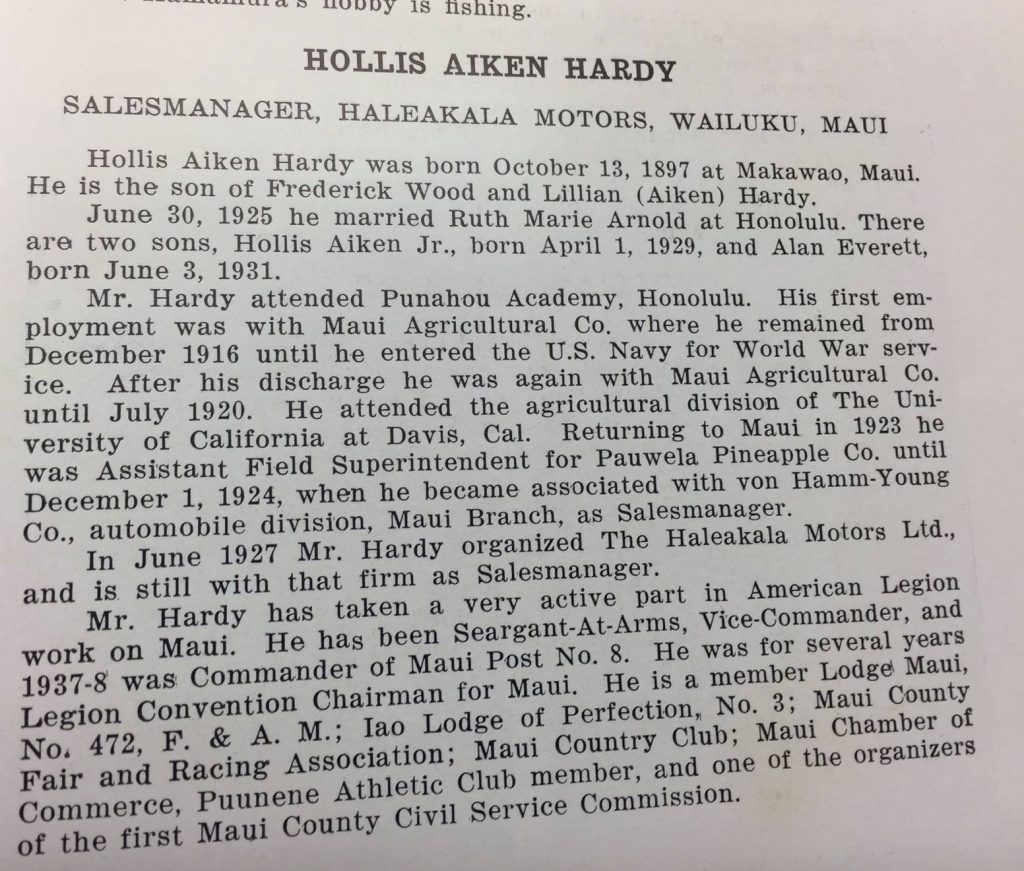 hobby is fishing.
HOLLIS AIKEN HARDY
SALESMANAGER, HALEAKALA MOTORS, WAILUKU, MAUI
Hollis Aiken Hardy was born October 13, 1897 at Makawao, Maui.
He is the son of Frederick Wood and Lillian (Aiken) Hardy.
June 30, 1925 he married Ruth Marie Arnold at Honolulu. There
are two sons, Hollis Aiken Jr., born April 1, 1929, and Alan Everett,
born June 3, 1931.
Mr. Hardy attended Punahou Academy, Honolulu. His first em-
ployment was with Maui Agricultural Co. where he remained from
December 1916 until he entered the U.S. Navy for World War serv-
ice. After his discharge he was again with Maui Agricultural Co.
until July 1920. He attended the agricultural division of The Uni-
versity of California at Davis, Cal. Returning to Maui in 1923 he
was Assistant Field Superintendent for Pauwela Pineapple Co. until
December 1, 1924, when he became associated with von Hamm-Young
Co., automobile division, Maui Branch, as Salesmanager.
In June 1927 Mr. Hardy organized The Haleakala Motors Ltd.,
and is still with that firm as Salesmanager.
Mr. Hardy has taken a very active part in American Legion
work on Maui. He has been Seargant-At-Arms, Vice-Commander, and
1937-8 was Commander of Maui Post No. 8. He was for several years
Legion Convention Chairman for Maui. He is a member Lodge Maui,
No. 472, F. & A. M.; Iao Lodge of Perfection, No. 3; Maui County
Fair and Racing Association; Maui Country Club; Maui Chamber of
Commerce, Puunene Athletic Club member, and one of the organizers
of the first Maui County Civil Service Commission.